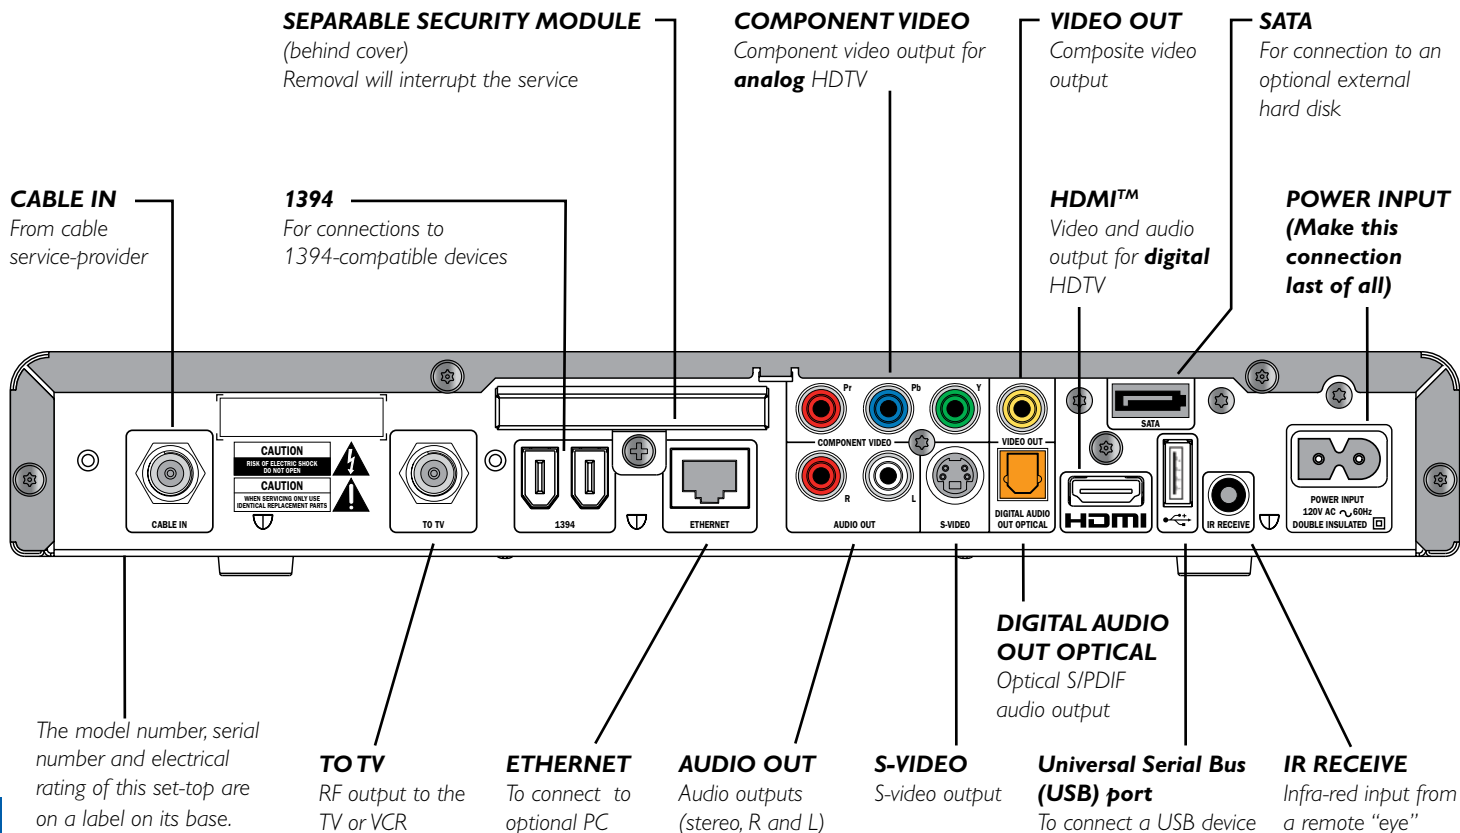 SEPARABLE SECURITY MODULE
(behind cover)
Removal will interrupt the service
COMPONENT VIDEO
Component video output for
analog HDTV
VIDEO OUT
Composite video
output
SATA
For connection to an
optional external
hard disk
CABLE IN
From cable
service-provider
1394
For connections to
1394-compatible devices
HDMI™
Video and audio
output for digital
HDTV
POWER INPUT
(Make this
connection
last of all)
CABLE IN
CAUTION
RISK OF ELECTRIC SHOCK
DO NOT OPEN
CAUTION
WHEN SERVICING ONLY USE
IDENTICAL REPLACEMENT PARTS
TO TV
1394
ETHERNET
Pr
Pb
Y
COMPONENT VIDEO
VIDEO OUT
R
L
AUDIO OUT
S-VIDEO
DIGITAL AUDIO
OUT OPTICAL
SATA
HDMI
IR RECEIVE
POWER INPUT
120V AC ~ 60Hz
DOUBLE INSULATED
The model number, serial
number and electrical
rating of this set-top are
on a label on its base.
TO TV
RF output to the
TV or VCR
ETHERNET
To connect to
optional PC
AUDIO OUT
Audio outputs
(stereo, R and L)
S-VIDEO
S-video output
DIGITAL AUDIO
OUT OPTICAL
Optical S/PDIF
audio output
Universal Serial Bus
(USB) port
To connect a USB device
IR RECEIVE
Infra-red input from
a remote “eye”